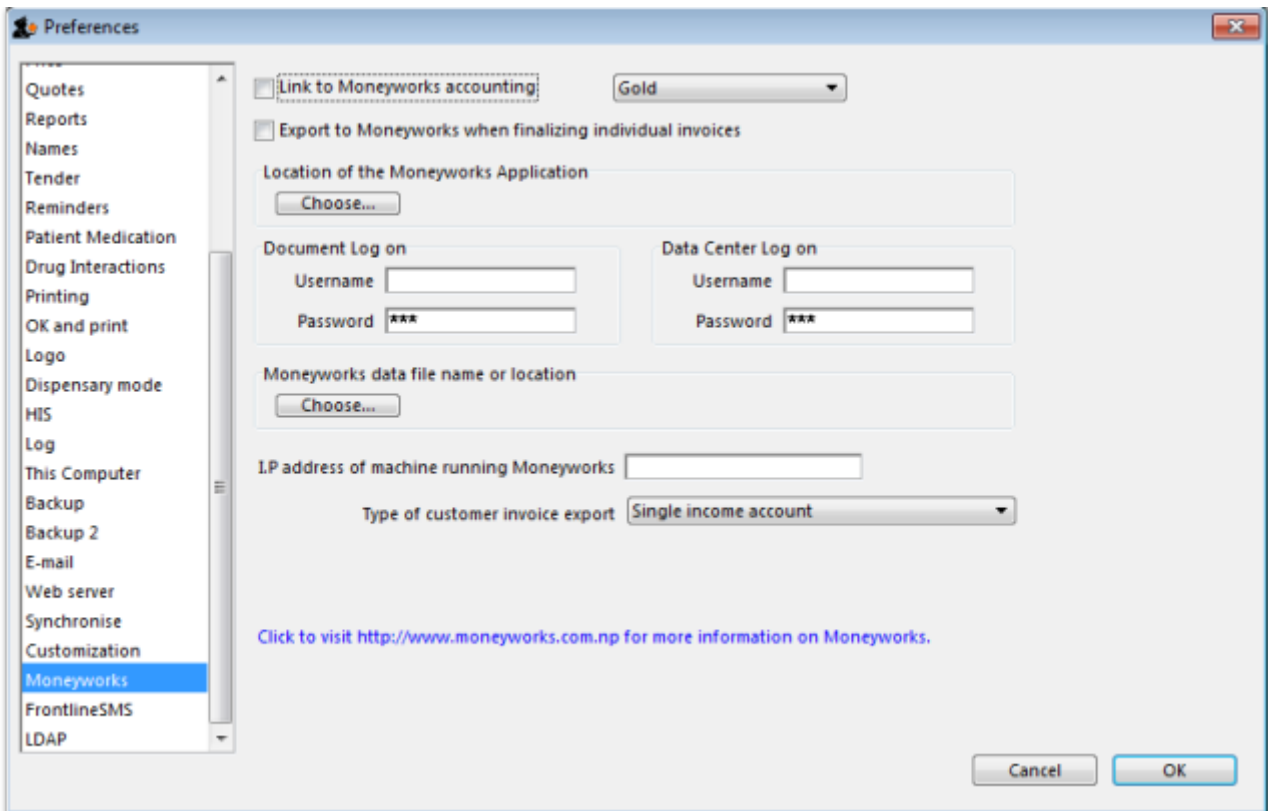 Preferences
Quotes
Reports
Names
Tender
Reminders
Patient Medication
Drug Interactions
Printing
OK and print
Logo
Dispensary mode
HIS
Log
This Computer
Backup
Backup 2
E-mail
Web server
Synchronise
Customization
Moneyworks
FrontlineSMS
LDAP
Link to Moneyworks accounting Gold
Export to Moneyworks when finalizing individual invoices
Location of the Moneyworks Application
Choose...
Document Log on
Username
Password ***
Data Center Log on
Username
Password ***
Moneyworks data file name or location
Choose...
I.P address of machine running Moneyworks
Type of customer invoice export Single income account
Click to visit http://www.moneyworks.com.np for more information on Moneyworks.
Cancel OK